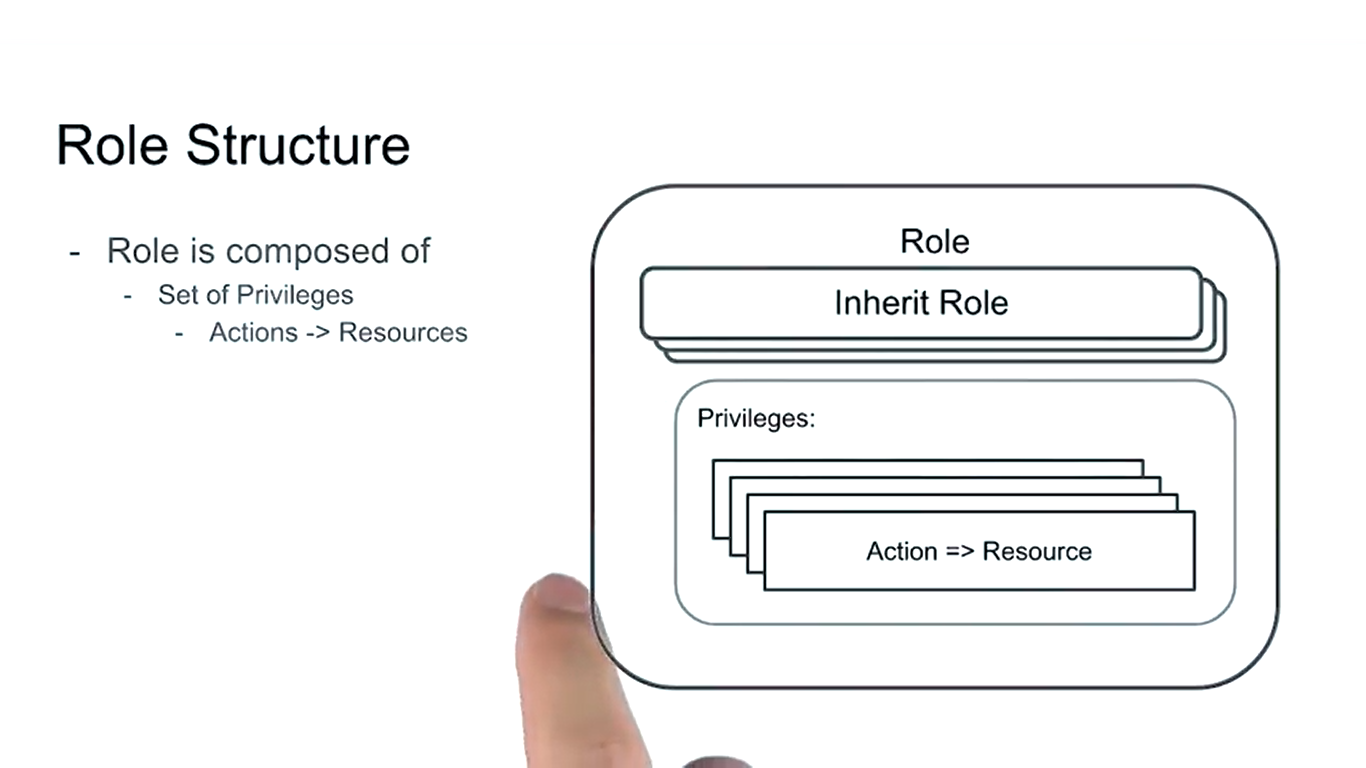 Role Structure
- Role is composed of
- Set of Privileges
- Actions -> Resources
Role
Inherit Role
Privileges:
Action => Resource